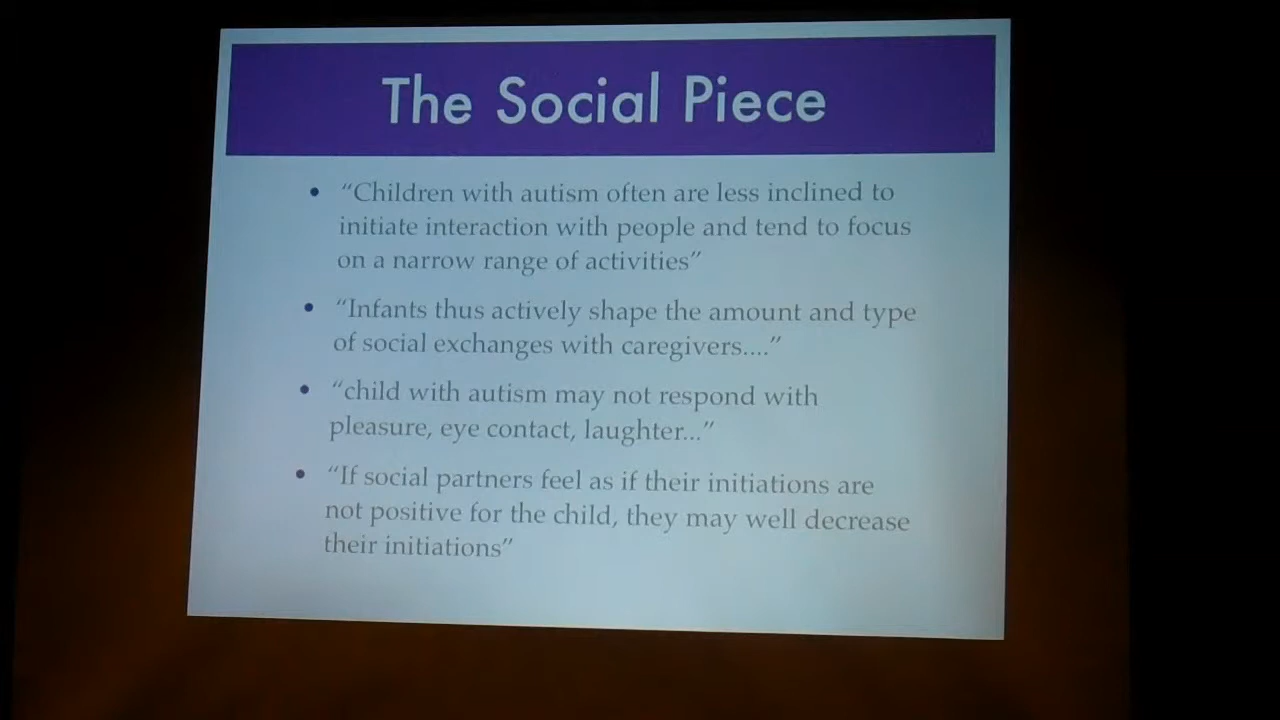 The Social Piece
• “Children with autism often are less inclined to
initiate interaction with people and tend to focus
on a narrow range of activities”
• “Infants thus actively shape the amount and type
of social exchanges with caregivers....”
• “child with autism may not respond with
pleasure, eye contact, laughter...”
• “If social partners feel as if their initiations are
not positive for the child, they may well decrease
their initiations”